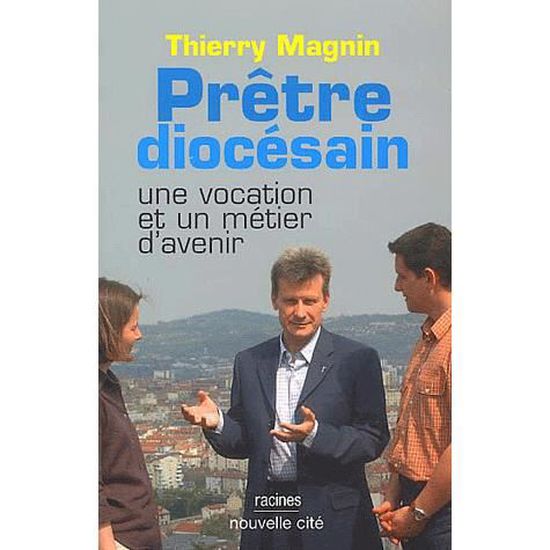 Thierry Magnin
Prêtre
diocésain
une vocation
et un métier
d'avenir
racines
nouvelle cité